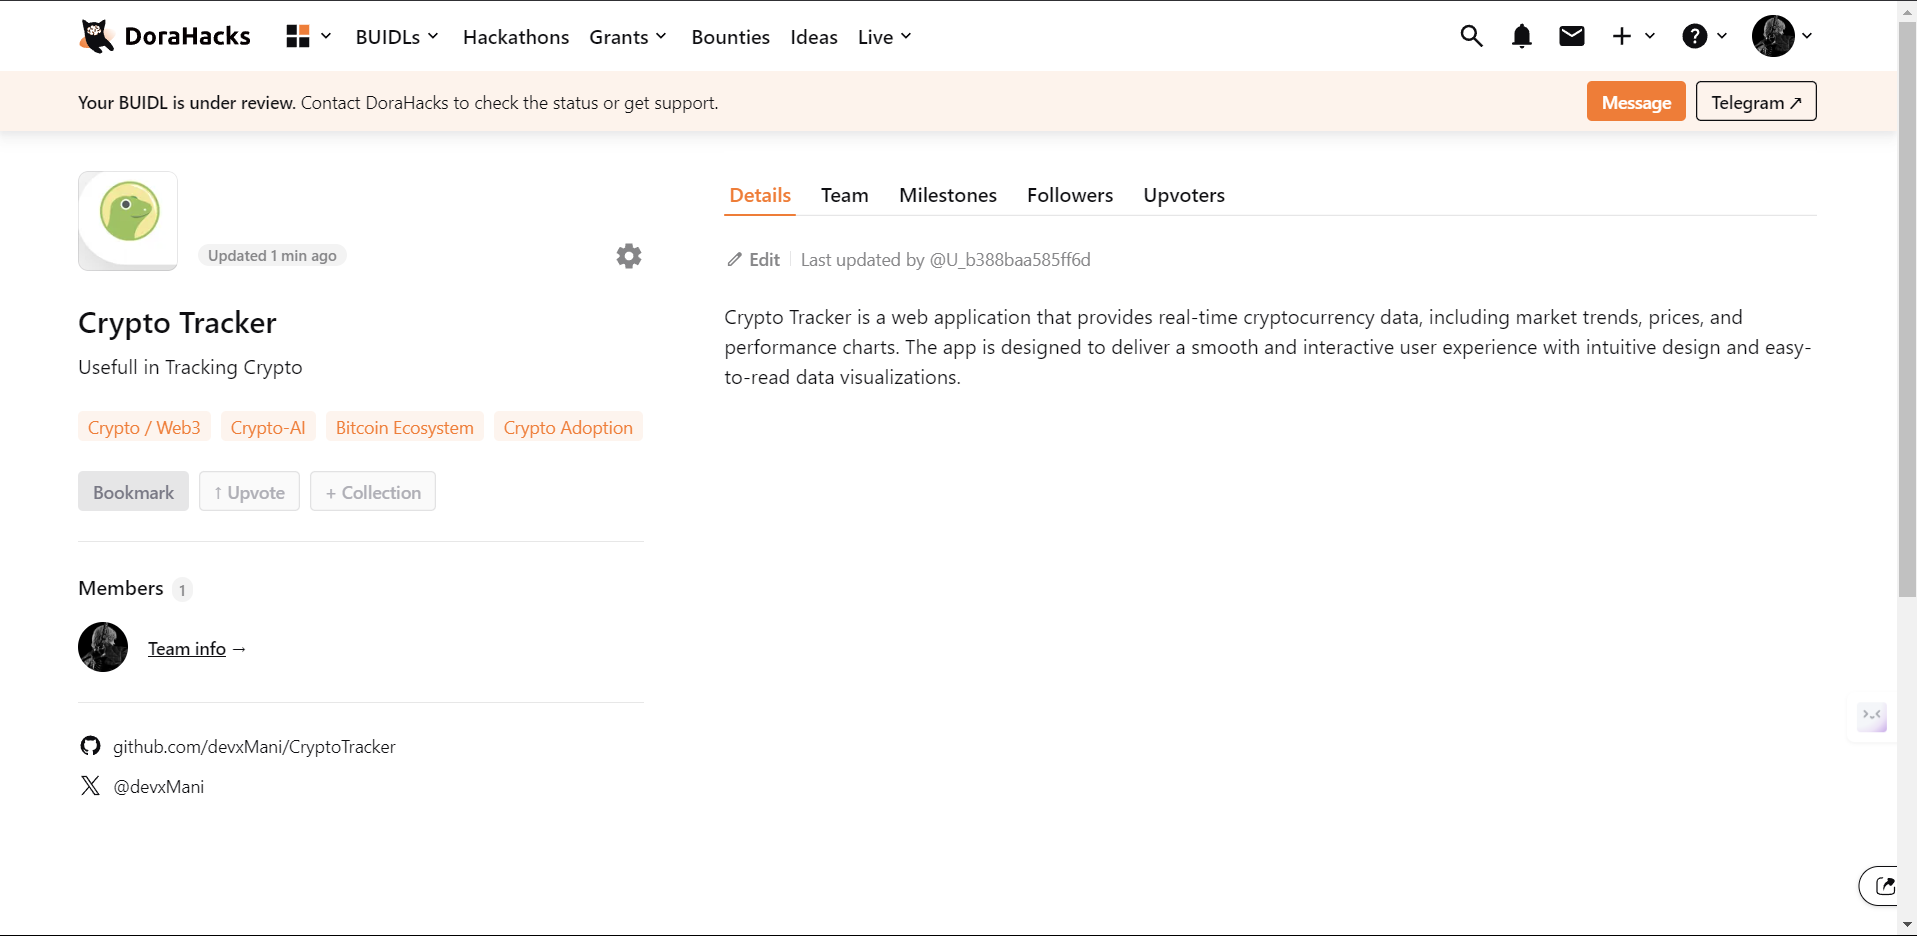 DoraHacks BUIDLs Hackathons Grants Bounties Ideas Live
Your BUIDL is under review. Contact DoraHacks to check the status or get support. Message Telegram ↗
Updated 1 min ago
Crypto Tracker
Usefull in Tracking Crypto
Crypto / Web3 Crypto-AI Bitcoin Ecosystem Crypto Adoption
Bookmark ↑ Upvote + Collection
Members 1
Team info →
github.com/devxMani/CryptoTracker
@devxMani
Details Team Milestones Followers Upvoters
Edit Last updated by @U_b388baa585ff6d
Crypto Tracker is a web application that provides real-time cryptocurrency data, including market trends, prices, and
performance charts. The app is designed to deliver a smooth and interactive user experience with intuitive design and easy-
to-read data visualizations.